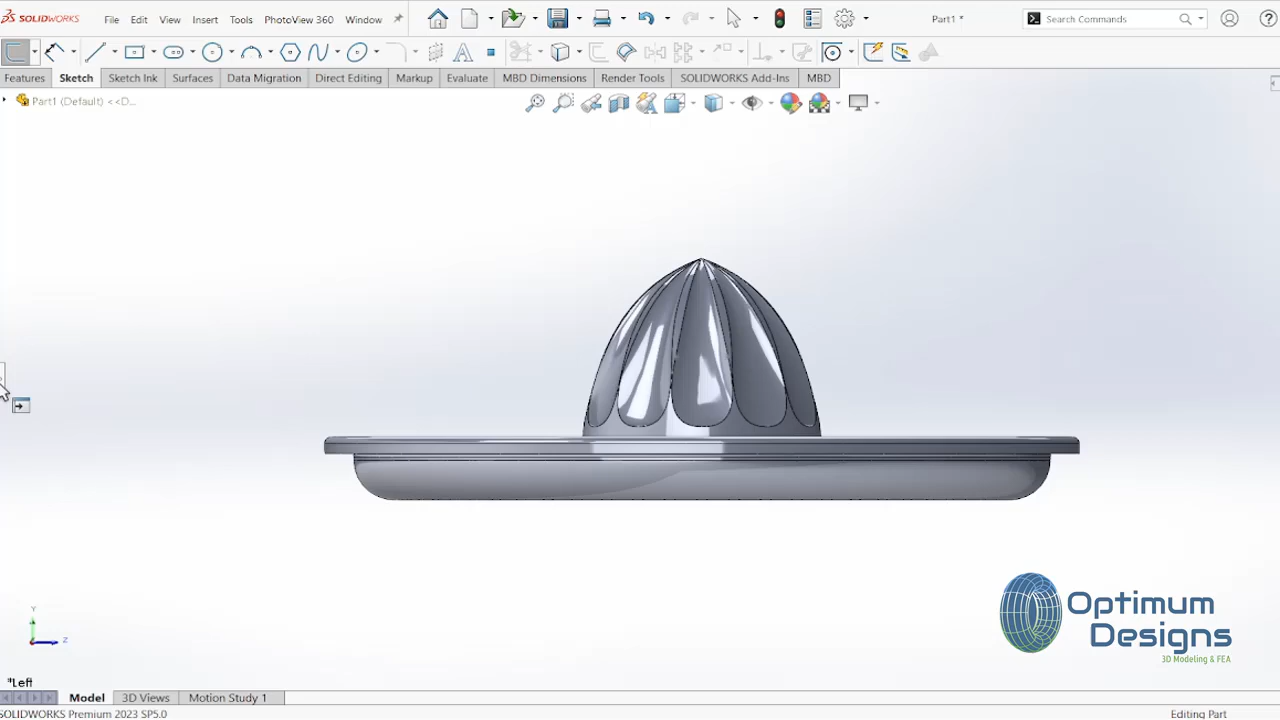 SOLIDWORKS File Edit View Insert Tools PhotoView 360 Window Part1 * Search Commands
Features Sketch Sketch Ink Surfaces Data Migration Direct Editing Markup Evaluate MBD Dimensions Render Tools SOLIDWORKS Add-Ins MBD
Part1 (Default) <<D...
Optimum
Designs
3D Modeling & FEA
Y
Z
*Left
Model 3D Views Motion Study 1
SOLIDWORKS Premium 2023 SP5.0 Editing Part